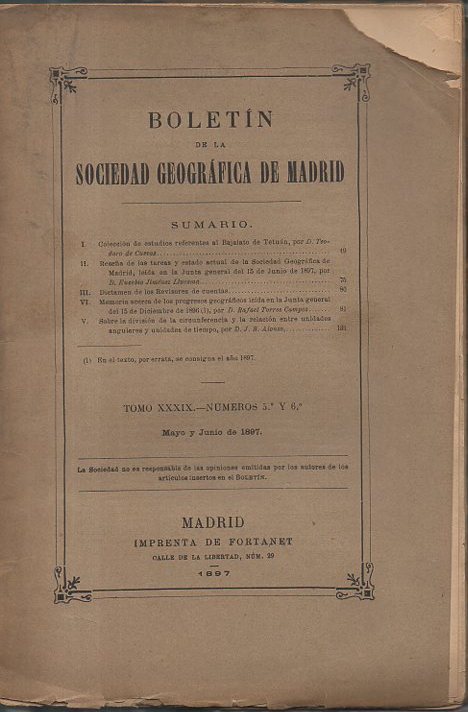 BOLETÍN
DE LA
SOCIEDAD GEOGRÁFICA DE MADRID
SUMARIO.
I. Colección de estudios referentes al Bajalato de Tetuán, por D. Teo-
doro de Cuevas 69
II. Reseña de las tareas y estado actual de la Sociedad Geográfica de
Madrid, leída en la Junta general del 15 de Junio de 1897, por
D. Eusebio Jiménez Lluesma 75
III. Dictamen de los Revisores de cuentas 80
VI. Memoria acerca de los progresos geográficos leída en la Junta general
del 15 de Diciembre de 1896 (1), por D. Rafael Torres Campos 81
V. Sobre la división de la circunferencia y la relación entre unidades
angulares y unidades de tiempo, por D. J. B. Alonso 131
(1) En el texto, por errata, se consigna el año 1897.
TOMO XXXIX.—NÚMEROS 5.º Y 6.º
Mayo y Junio de 1897.
La Sociedad no es responsable de las opiniones emitidas por los autores de los
artículos insertos en el BOLETÍN.
MADRID
IMPRENTA DE FORTANET
CALLE DE LA LIBERTAD, NÚM. 29
1897